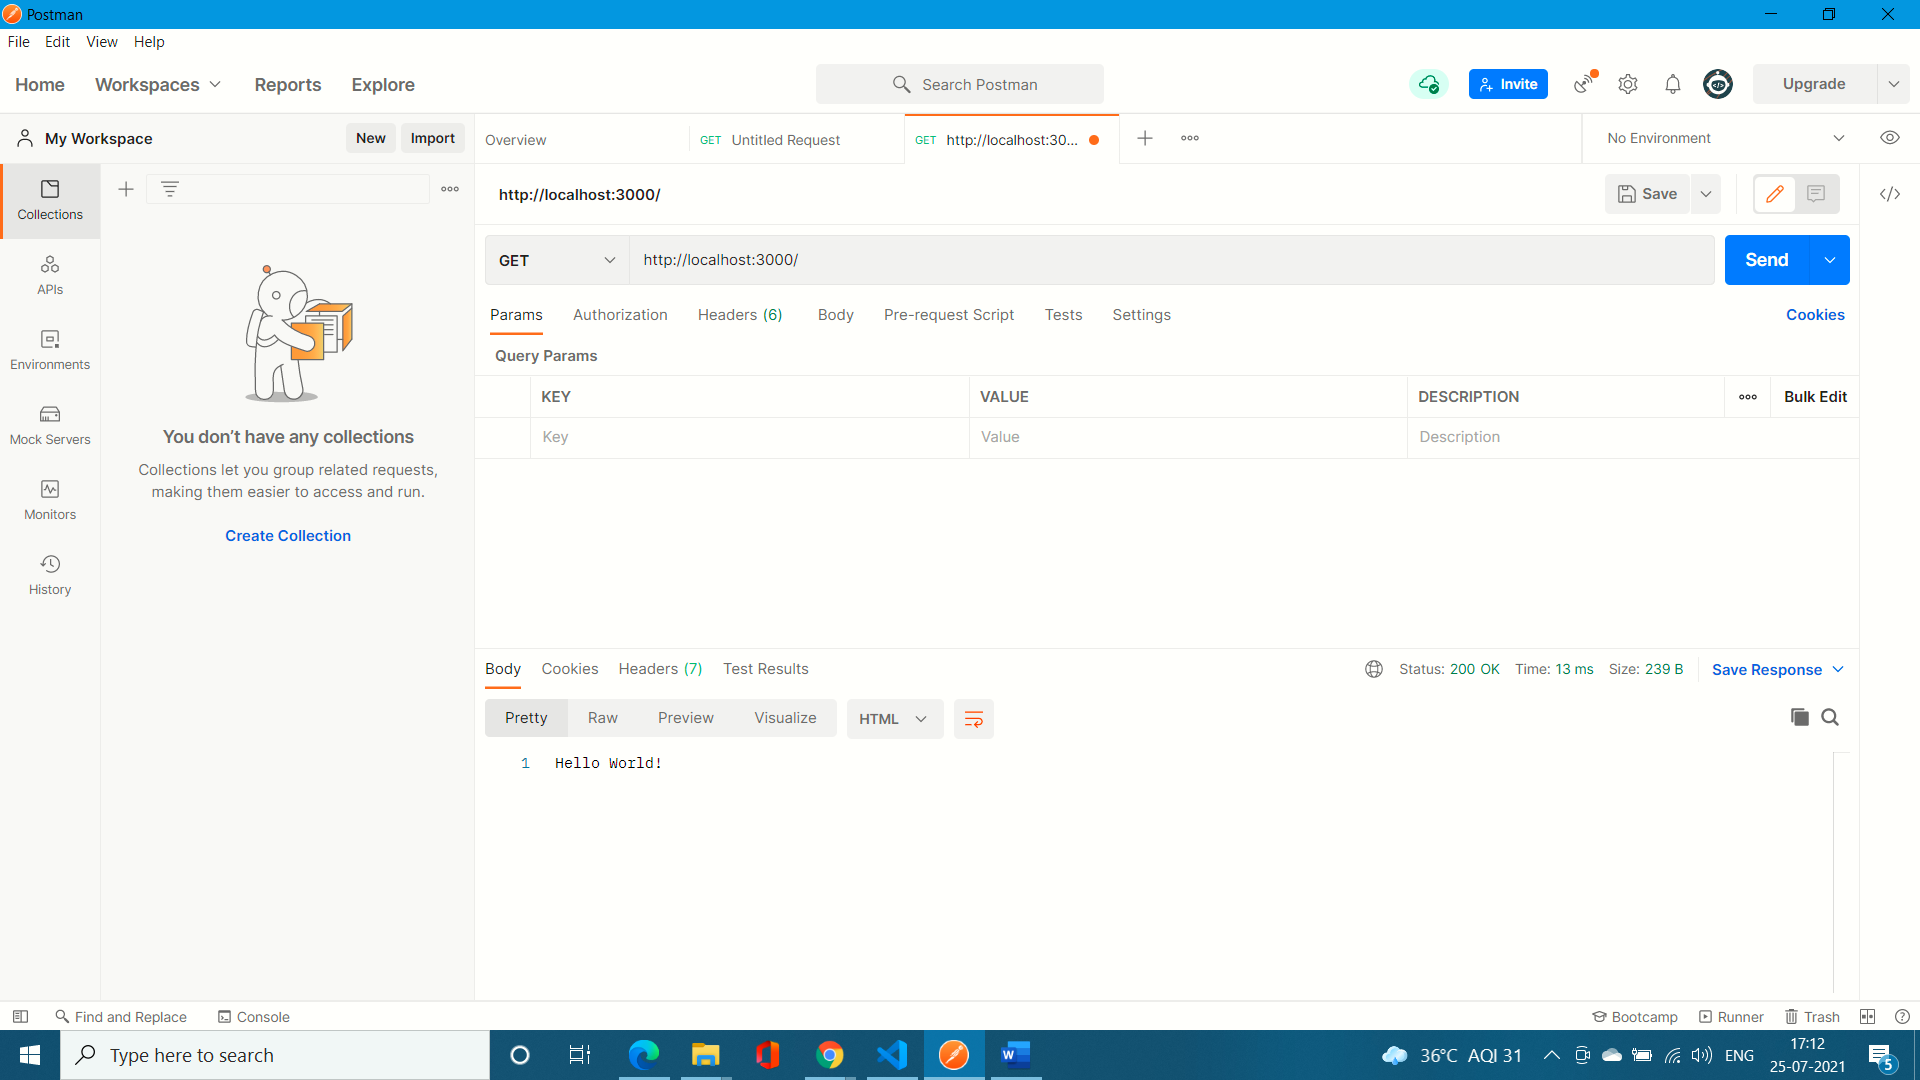 Postman
File Edit View Help
Home Workspaces Reports Explore
Search Postman
Invite
Upgrade
My Workspace
New Import
Overview
GET Untitled Request
GET http://localhost:30...
No Environment
Collections
APIs
Environments
Mock Servers
Monitors
History
You don’t have any collections
Collections let you group related requests,
making them easier to access and run.
Create Collection
http://localhost:3000/
Save
GET http://localhost:3000/
Send
Params Authorization Headers (6) Body Pre-request Script Tests Settings Cookies
Query Params
KEY VALUE DESCRIPTION Bulk Edit
Key Value Description
Body Cookies Headers (7) Test Results
Status: 200 OK Time: 13 ms Size: 239 B Save Response
Pretty Raw Preview Visualize HTML
1 Hello World!
Find and Replace Console
Bootcamp Runner Trash
Type here to search
36°C AQI 31
ENG
17:12
25-07-2021
5